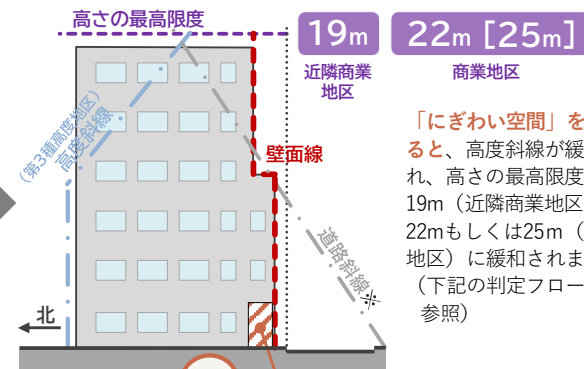 高さの最高限度
19m
22m [25m]
近隣商業
地区
商業地区
「にぎわい空間」を
ると、高度斜線が緩
れ、高さの最高限度
19m（近隣商業地区
22mもしくは25m（
地区）に緩和されま
（下記の判定フロー
参照）
（第3種高度地区）
高度斜線
壁面線
道路斜線※
北